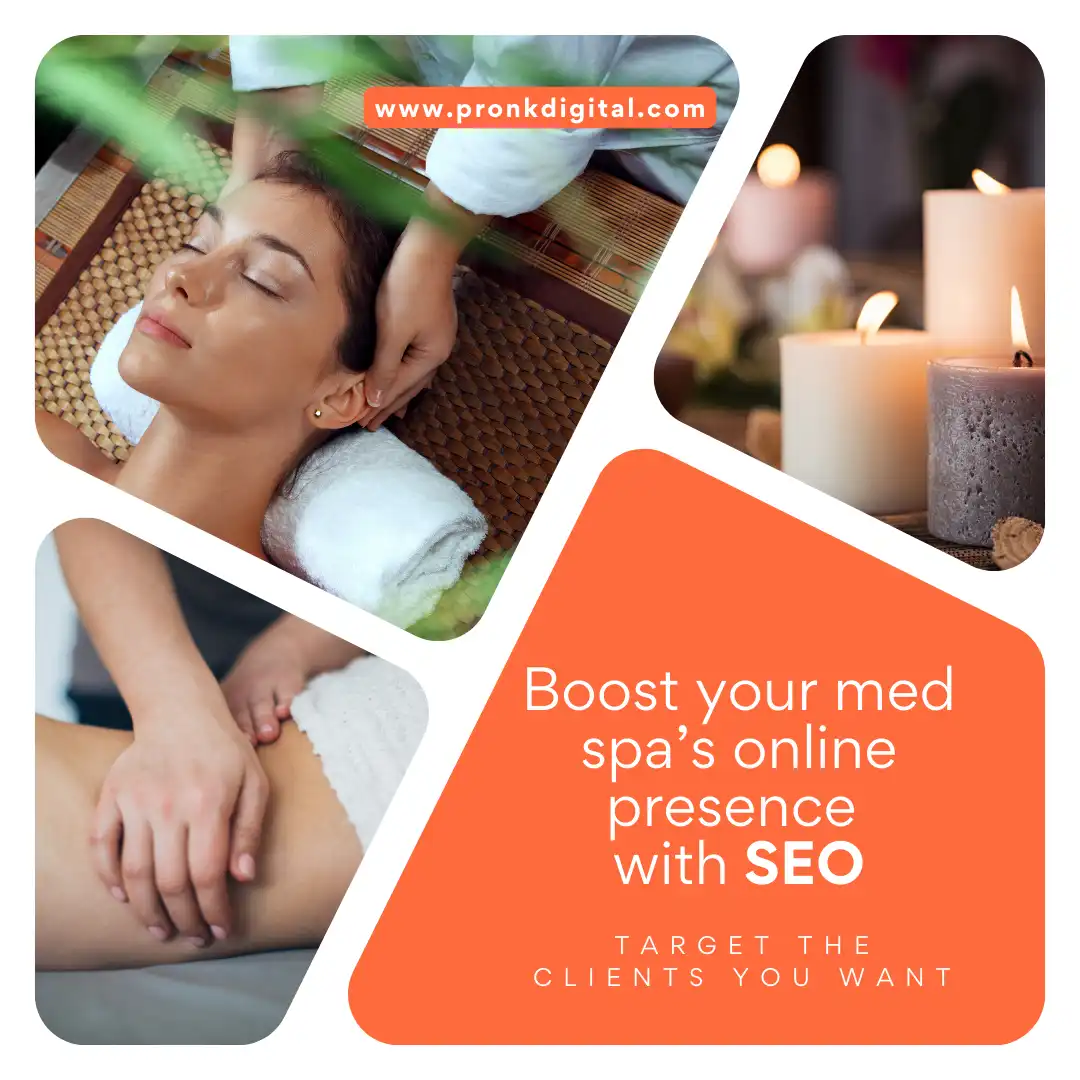 www.pronkdigital.com
Boost your med
spa’s online
presence
with SEO
TARGET THE
CLIENTS YOU WANT